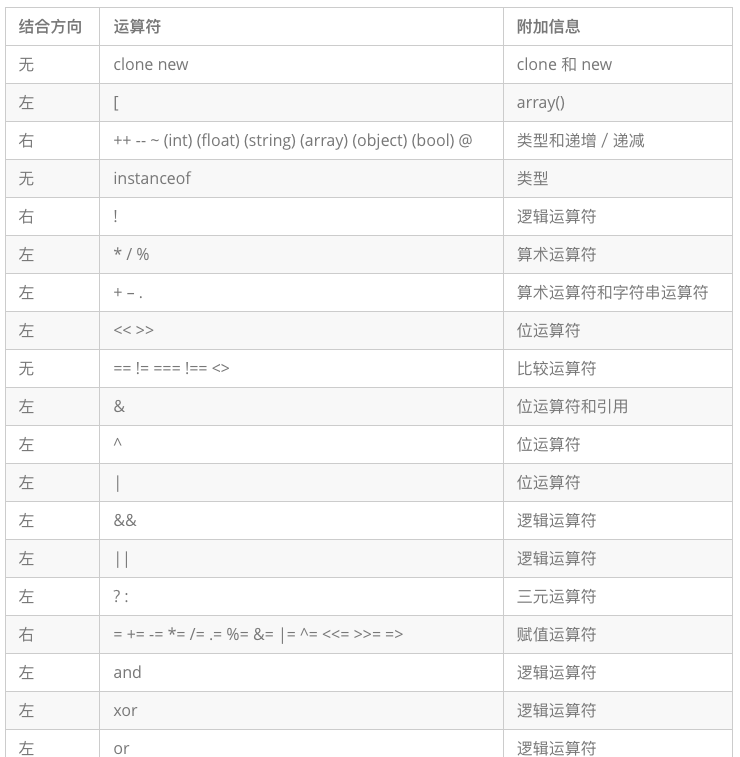 结合方向 运算符 附加信息
无 clone new clone 和 new
左 [ array()
右 ++ -- ~ (int) (float) (string) (array) (object) (bool) @ 类型和递增 / 递减
无 instanceof 类型
右 ! 逻辑运算符
左 * / % 算术运算符
左 + – . 算术运算符和字符串运算符
左 << >> 位运算符
无 == != === !== <> 比较运算符
左 & 位运算符和引用
左 ^ 位运算符
左 | 位运算符
左 && 逻辑运算符
左 || 逻辑运算符
左 ? : 三元运算符
右 = += -= *= /= .= %= &= |= ^= <<= >>= => 赋值运算符
左 and 逻辑运算符
左 xor 逻辑运算符
左 or 逻辑运算符